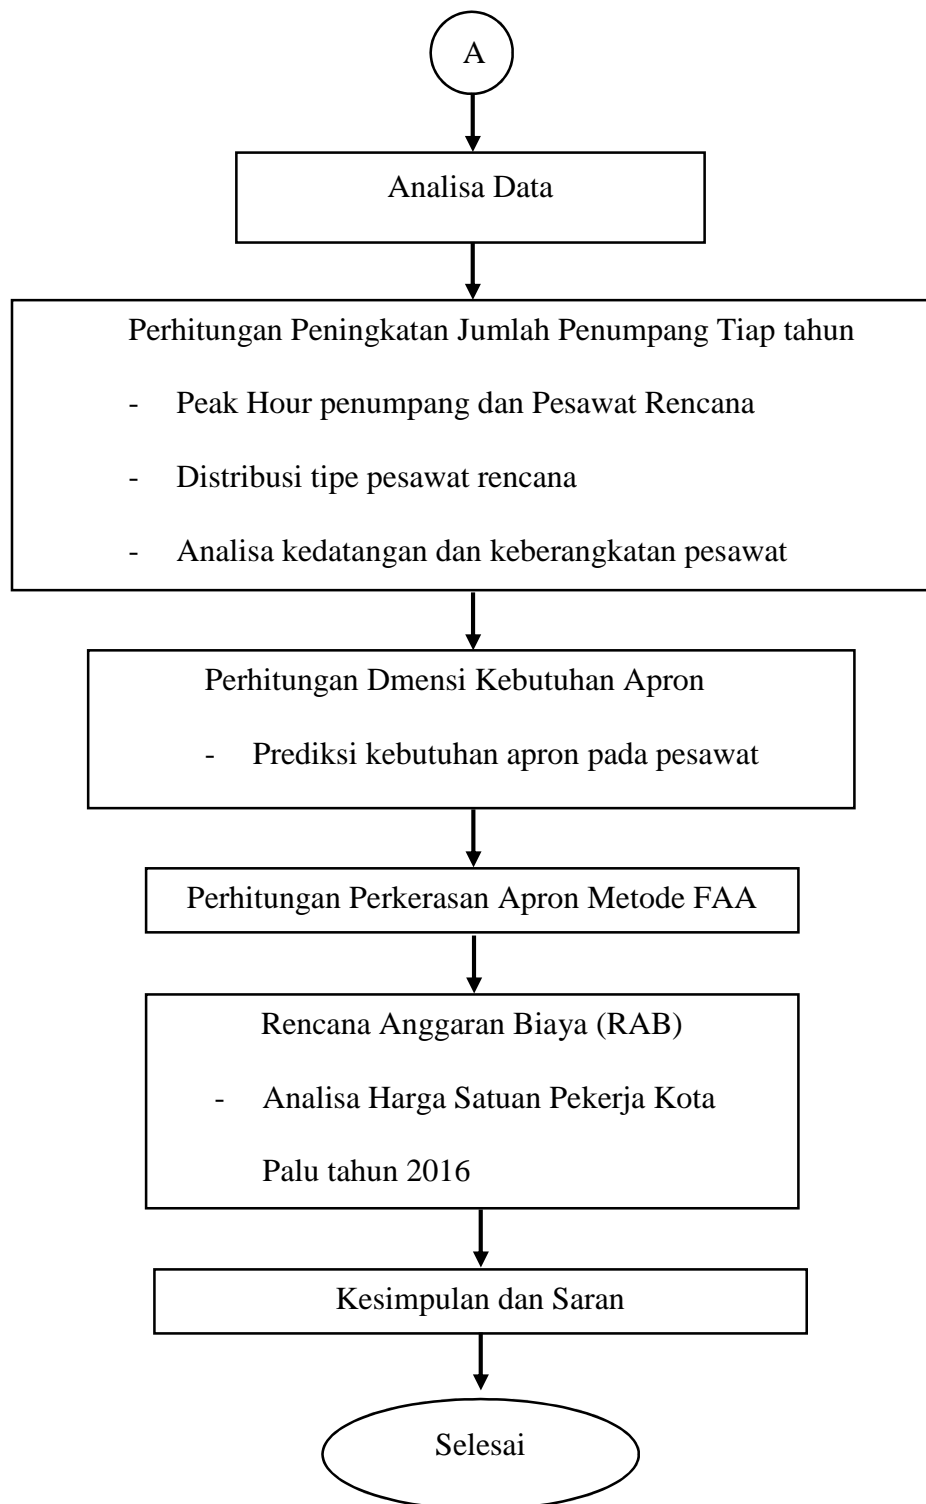 A
Analisa Data
Perhitungan Peningkatan Jumlah Penumpang Tiap tahun
- Peak Hour penumpang dan Pesawat Rencana
- Distribusi tipe pesawat rencana
- Analisa kedatangan dan keberangkatan pesawat
Perhitungan Dmensi Kebutuhan Apron
- Prediksi kebutuhan apron pada pesawat
Perhitungan Perkerasan Apron Metode FAA
Rencana Anggaran Biaya (RAB)
- Analisa Harga Satuan Pekerja Kota
Palu tahun 2016
Kesimpulan dan Saran
Selesai